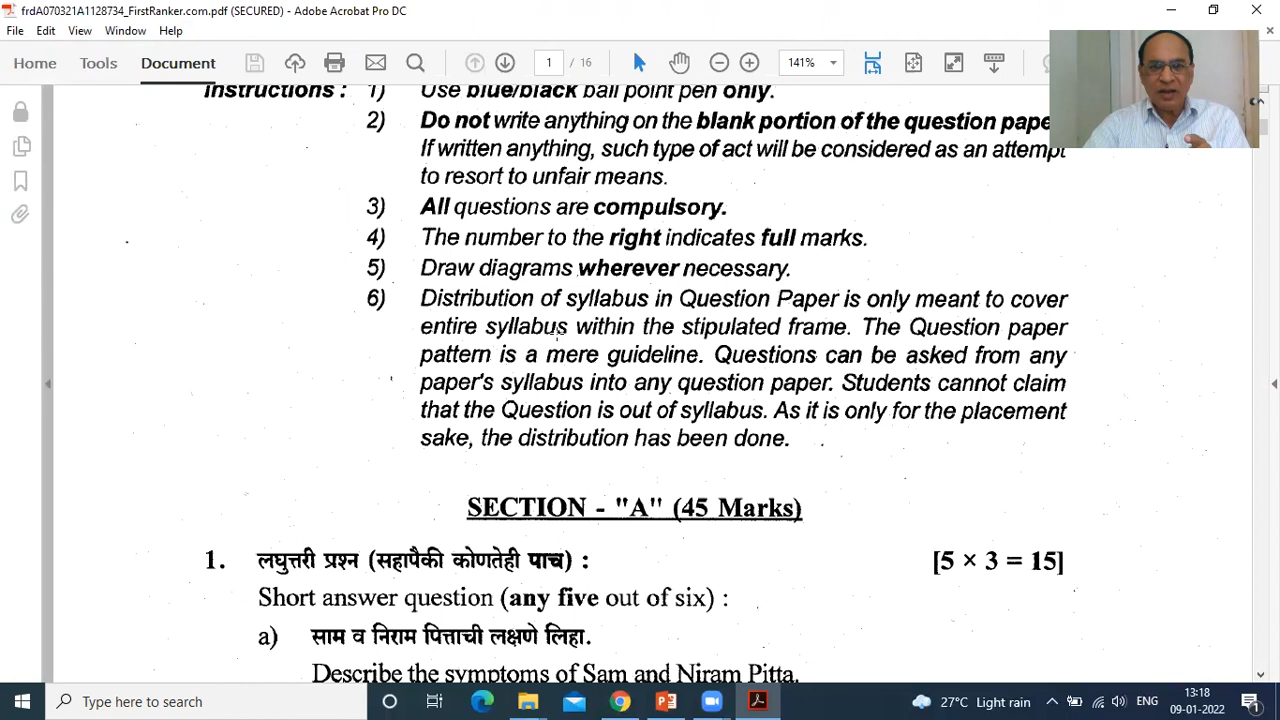 frdA070321A1128734_FirstRanker.com.pdf (SECURED) - Adobe Acrobat Pro DC
File Edit View Window Help
Home Tools Document 1 / 16 141%
Instructions : 1) Use blue/black ball point pen only.
2) Do not write anything on the blank portion of the question pape
If written anything, such type of act will be considered as an attempt
to resort to unfair means.
3) All questions are compulsory.
4) The number to the right indicates full marks.
5) Draw diagrams wherever necessary.
6) Distribution of syllabus in Question Paper is only meant to cover
entire syllabus within the stipulated frame. The Question paper
pattern is a mere guideline. Questions can be asked from any
paper's syllabus into any question paper. Students cannot claim
that the Question is out of syllabus. As it is only for the placement
sake, the distribution has been done.
SECTION - "A" (45 Marks)
1. लघुत्तरी प्रश्न (सहापैकी कोणतेही पाच) : [5 × 3 = 15]
Short answer question (any five out of six) :
a) साम व निराम पित्ताची लक्षणे लिहा.
Describe the symptoms of Sam and Niram Pitta.
Type here to search
27°C Light rain ENG 13:18
09-01-2022 1